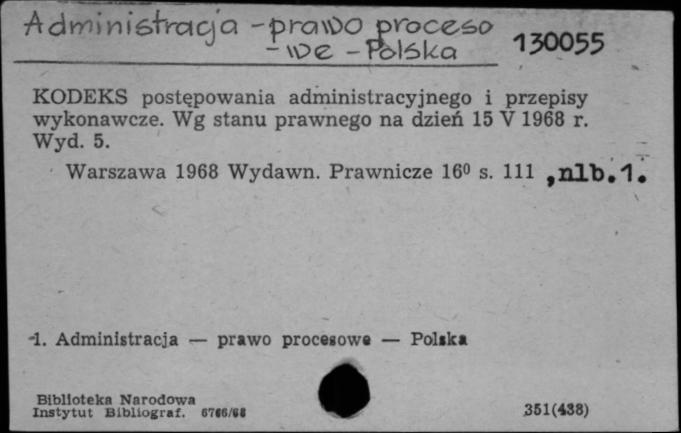 Administracja - prawo proceso
- we - Polska
130055
KODEKS postępowania administracyjnego i przepisy
wykonawcze. Wg stanu prawnego na dzień 15 V 1968 r.
Wyd. 5.
Warszawa 1968 Wydawn. Prawnicze 16⁰ s. 111 ,nlb.1.
1. Administracja — prawo procesowe — Polska
Biblioteka Narodowa
Instytut Bibliograf. 6766/68
351(438)